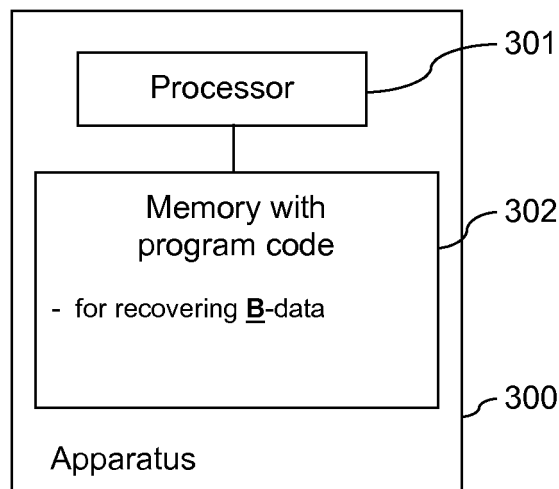 301
Processor
Memory with
program code
302
- for recovering B-data
300
Apparatus